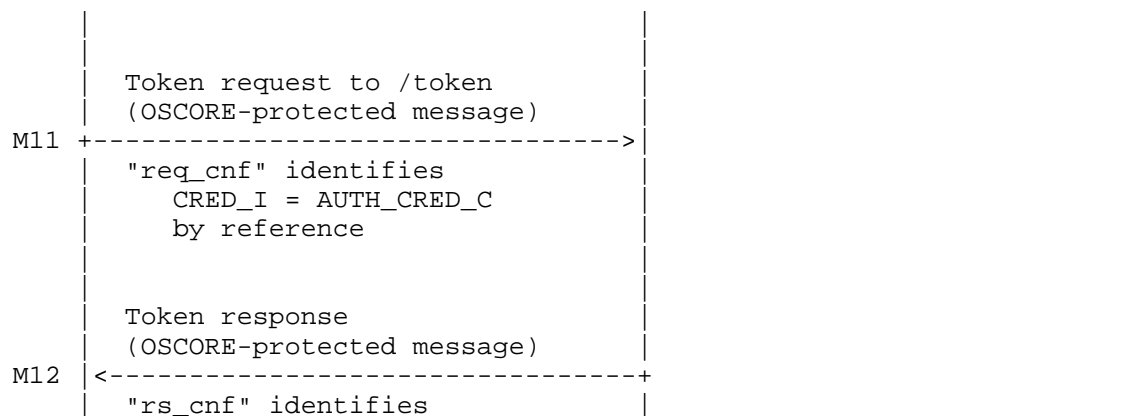 Token request to /token
(OSCORE-protected message)
M11 +---------------------------------->|
"req_cnf" identifies
CRED_I = AUTH_CRED_C
by reference
Token response
(OSCORE-protected message)
M12 |<----------------------------------+
"rs_cnf" identifies